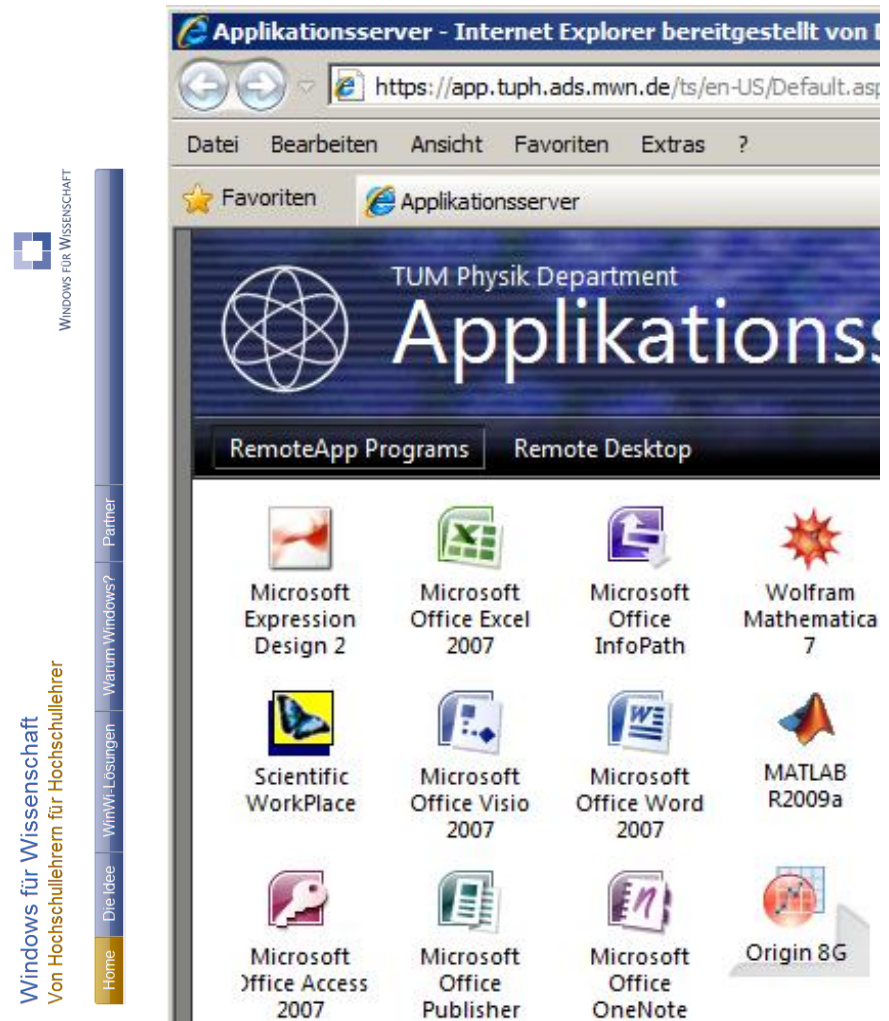 Windows für Wissenschaft
Von Hochschullehrern für Hochschullehrer
Home
Die Idee
WinWi-Lösungen
Warum Windows?
Partner
WINDOWS FÜR WISSENSCHAFT
Applikationsserver - Internet Explorer bereitgestellt von
https://app.tuph.ads.mwn.de/ts/en-US/Default.asp
Datei Bearbeiten Ansicht Favoriten Extras ?
Favoriten Applikationsserver
TUM Physik Department
Applikationss
RemoteApp Programs Remote Desktop
Microsoft
Expression
Design 2
Microsoft
Office Excel
2007
Microsoft
Office
InfoPath
Wolfram
Mathematica
7
Scientific
WorkPlace
Microsoft
Office Visio
2007
Microsoft
Office Word
2007
MATLAB
R2009a
Microsoft
Office Access
2007
Microsoft
Office
Publisher
Microsoft
Office
OneNote
Origin 8G